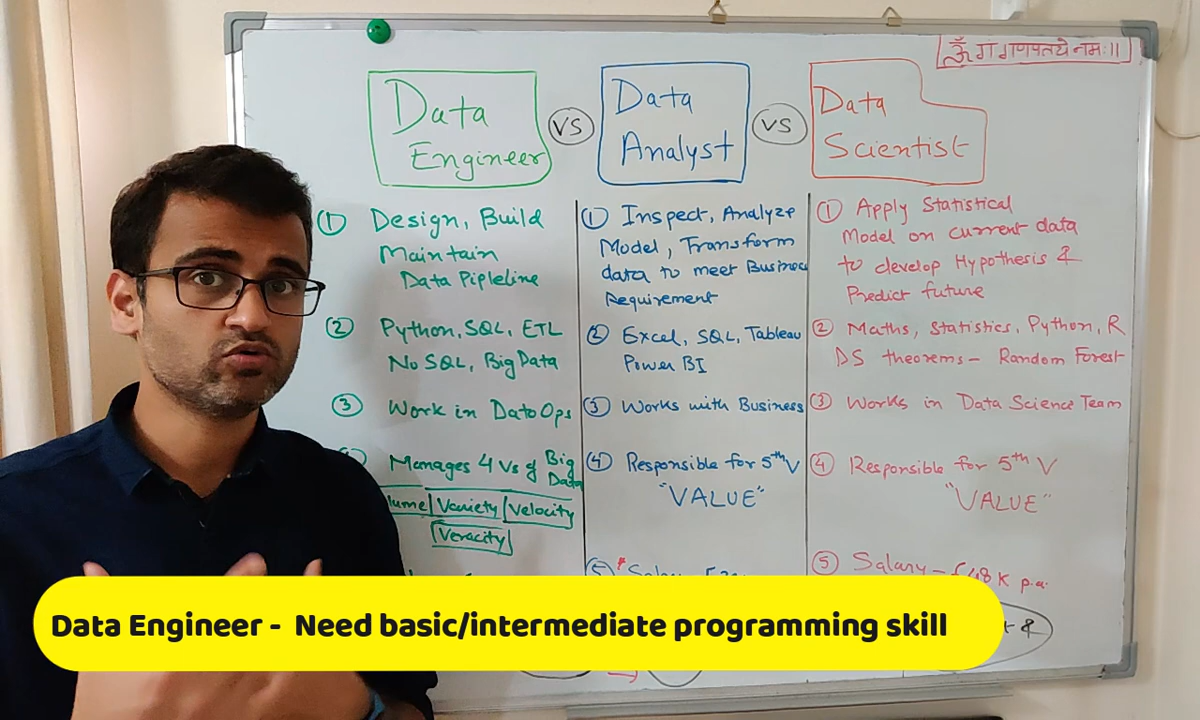 ॐ गं गणपतये नमः॥
Data
Engineer
VS
Data
Analyst
VS
Data
Scientist
① Design, Build
Maintain
Data Pipleline
② Python, SQL, ETL
No SQL, Big Data
③ Work in DataOps
Manages 4 Vs of Big
Data
lume Variety Velocity
Veracity
① Inspect, Analyze
Model, Transform
data to meet Busines
Requirement
② Excel, SQL, Tableau
Power BI
③ Works with Business
④ Responsible for 5th V
"VALUE"
① Apply Statistical
Model on current data
to develop Hypothesis &
Predict future
② Maths, Statistics, Python, R
DS theorems - Random Forest
③ Works in Data Science Team
④ Responsible for 5th V
"VALUE"
⑤ Salary - £48K p.a.
Data Engineer - Need basic/intermediate programming skill